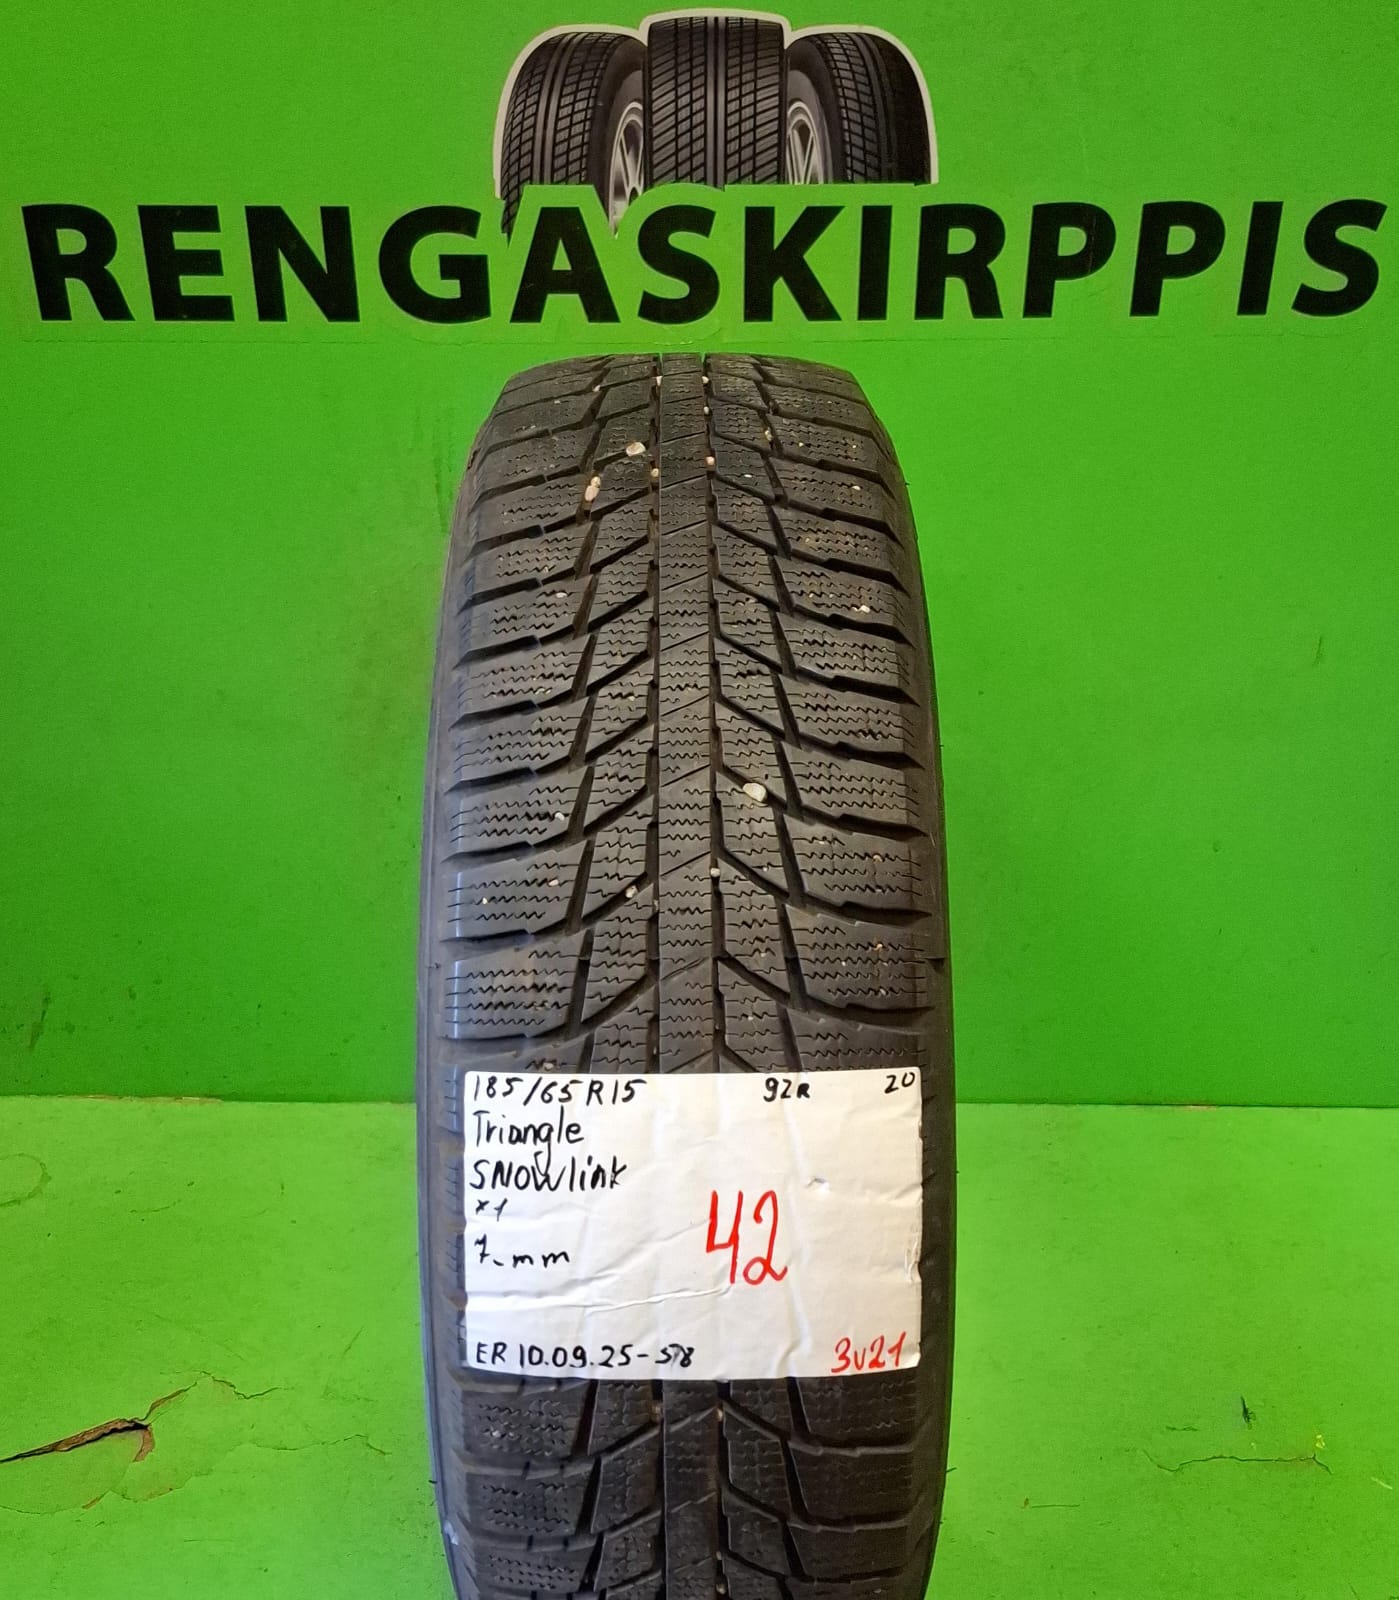 RENGASKIRPPIS
185/65 R15 92R 20
Triangle
SNOWlink
x1
7-mm
42
ER 10.09.25-578
3v21